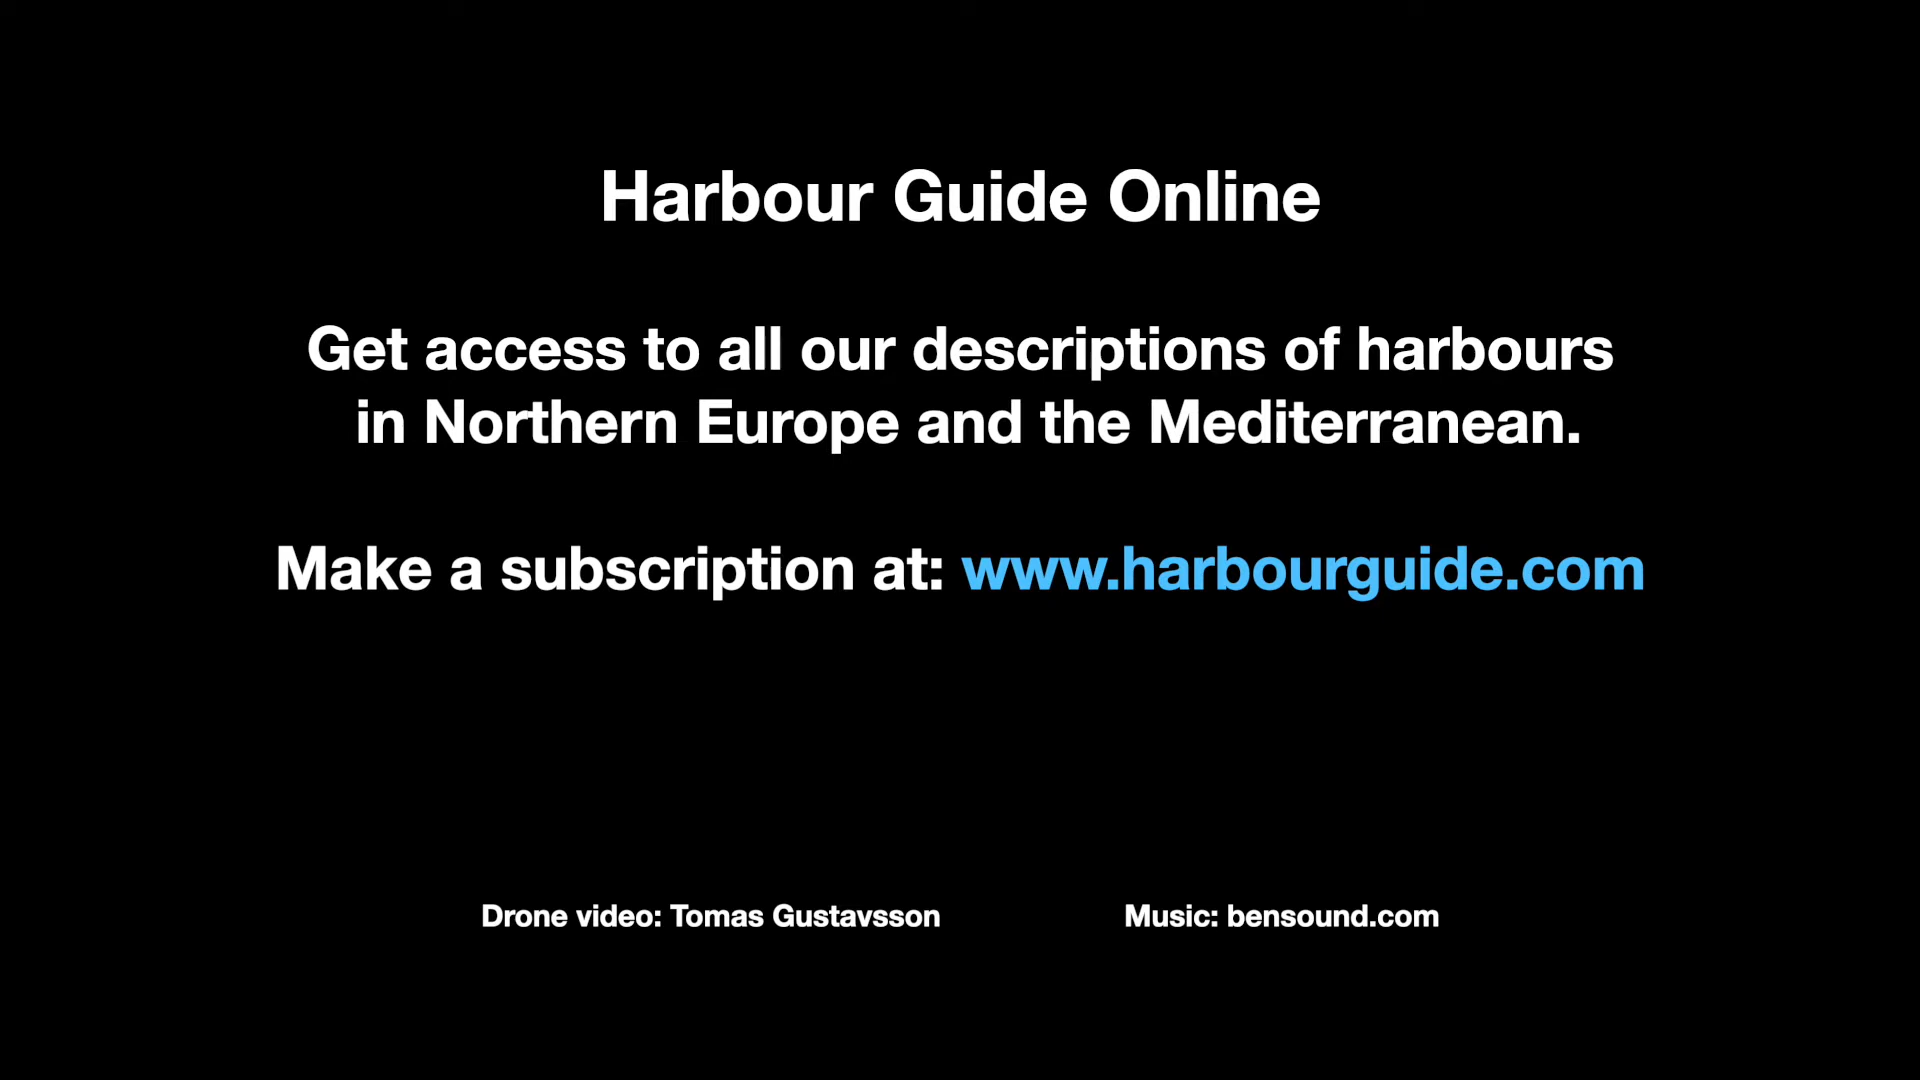 Harbour Guide Online
Get access to all our descriptions of harbours
in Northern Europe and the Mediterranean.
Make a subscription at: www.harbourguide.com
Drone video: Tomas Gustavsson
Music: bensound.com